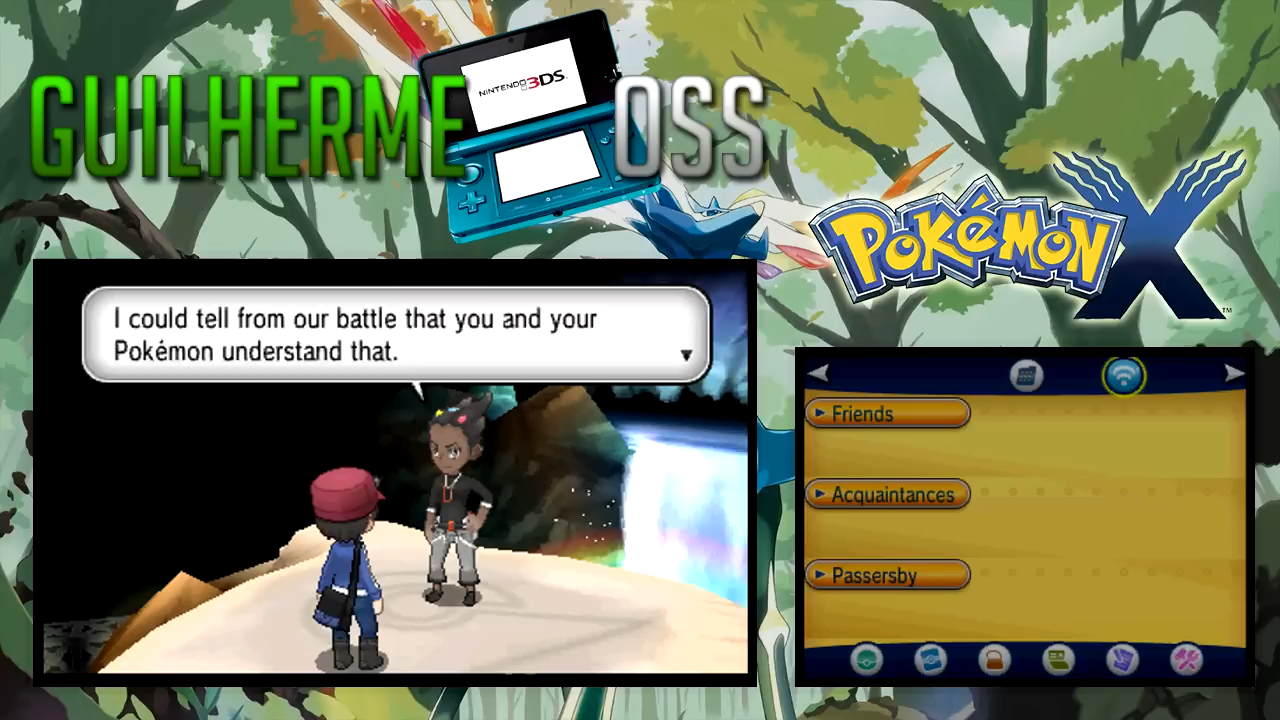 GUILHERME OSS
NINTENDO 3DS
POKéMON X
TM
I could tell from our battle that you and your
Pokémon understand that.
Friends
Acquaintances
Passersby